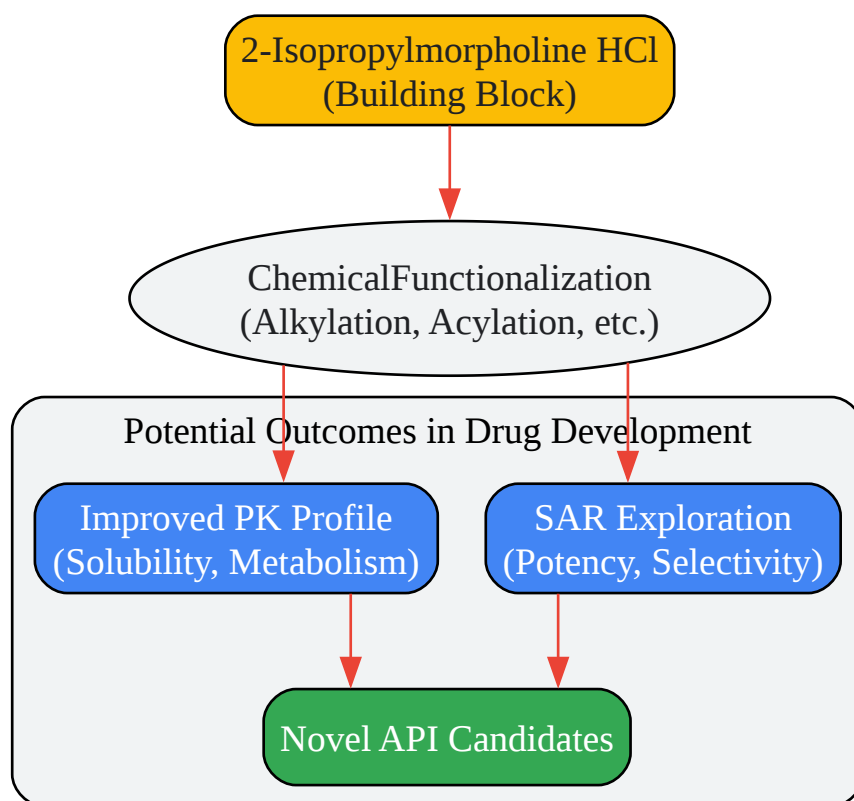 2-Isopropylmorpholine HCl
(Building Block)
ChemicalFunctionalization
(Alkylation, Acylation, etc.)
Potential Outcomes in Drug Development
Improved PK Profile
(Solubility, Metabolism)
SAR Exploration
(Potency, Selectivity)
Novel API Candidates